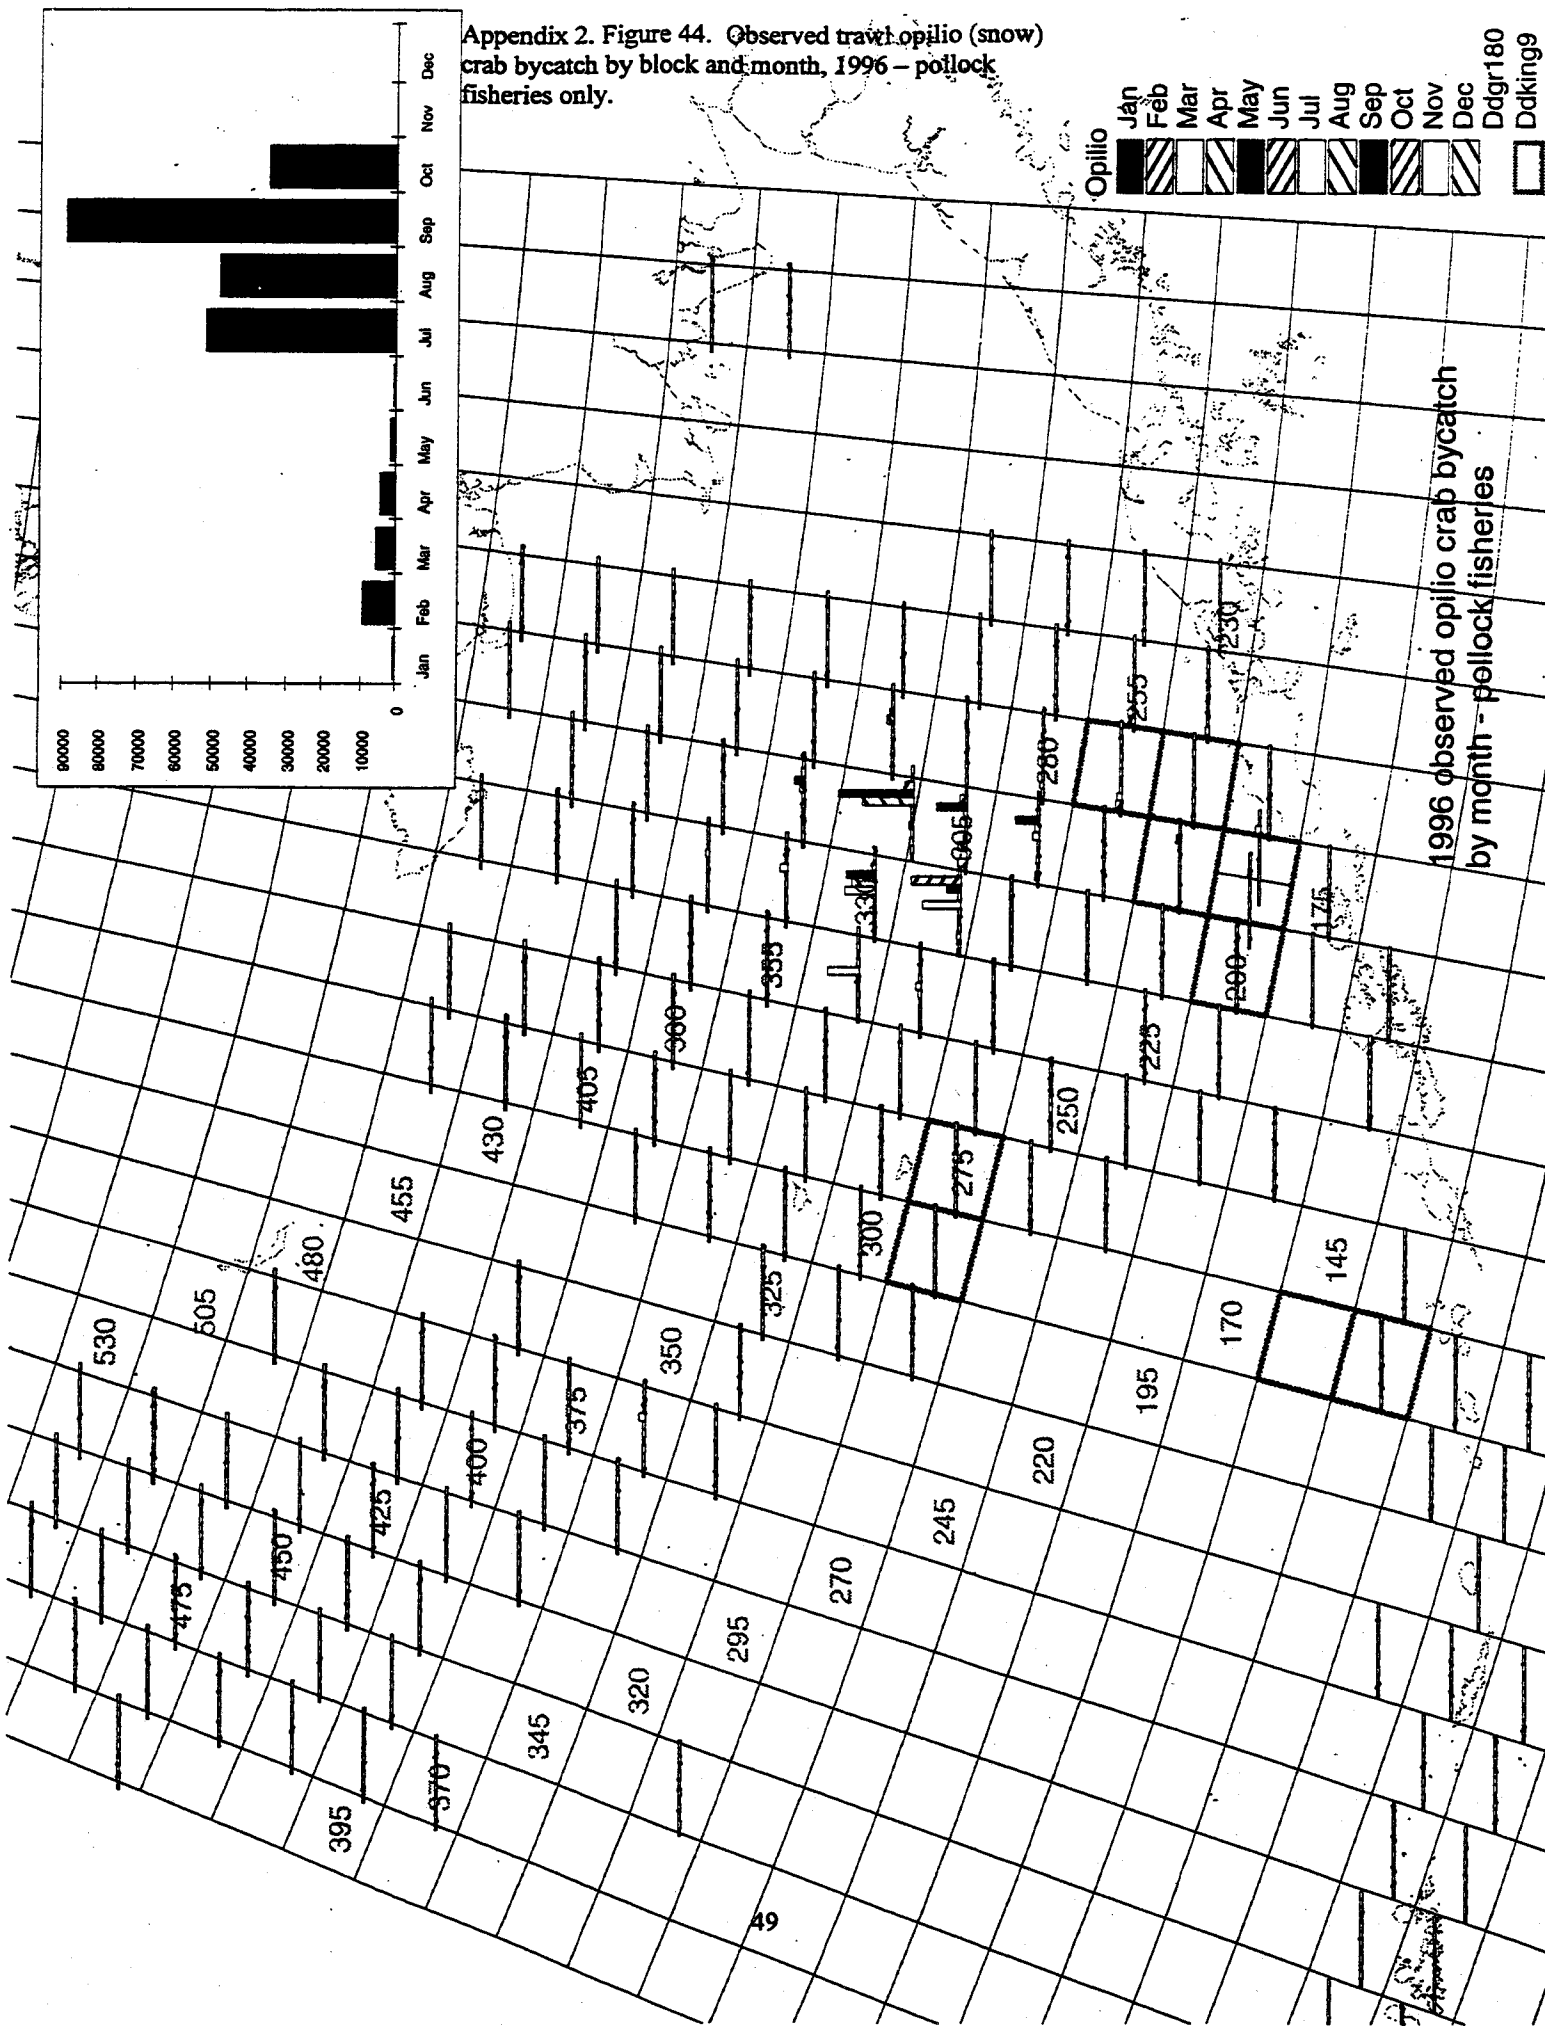 Appendix 2. Figure 44. Observed trawl opilio (snow)
crab bycatch by block and month, 1996 – pollock
fisheries only.
90000
80000
70000
60000
50000
40000
30000
20000
10000
0
Jan
Feb
Mar
Apr
May
Jun
Jul
Aug
Sep
Oct
Nov
Dec
Opilio
Jan
Feb
Mar
Apr
May
Jun
Jul
Aug
Sep
Oct
Nov
Dec
Ddgr180
Ddking9
530
505
480
455
430
405
380
355
330
305
280
255
230
475
450
425
400
375
350
325
300
275
250
225
200
175
395
370
345
320
295
270
245
220
195
170
145
1996 observed opilio crab bycatch
by month - pollock fisheries
49